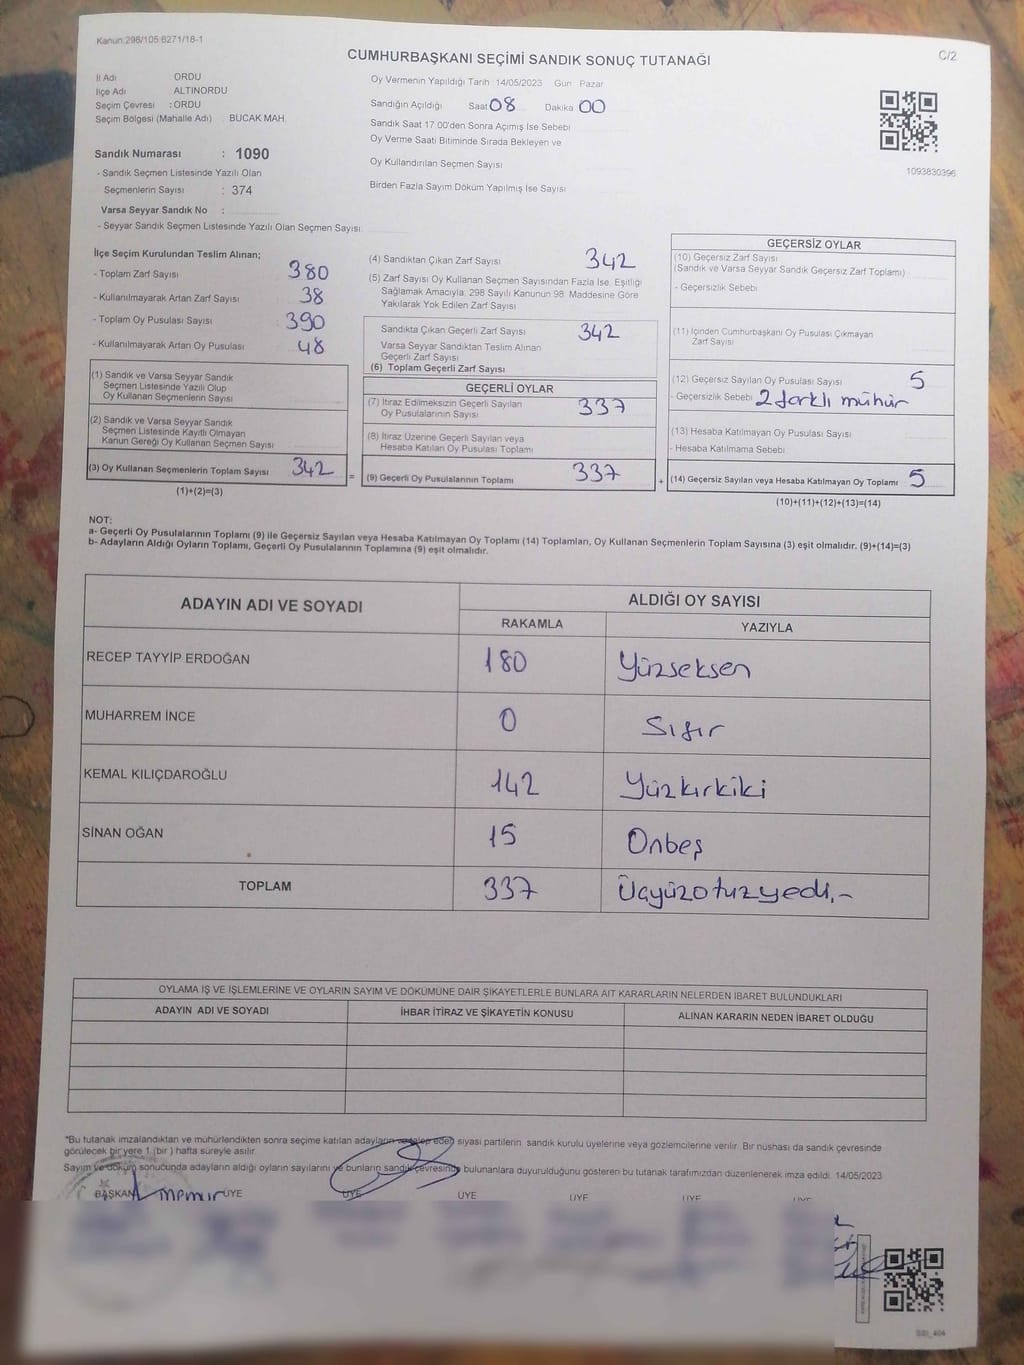 Kanun:298/105 6271/18-1
C/2
CUMHURBAŞKANI SEÇİMİ SANDIK SONUÇ TUTANAĞI
İl Adı ORDU
İlçe Adı ALTINORDU
Seçim Çevresi : ORDU
Seçim Bölgesi (Mahalle Adı) BUCAK MAH.
Sandık Numarası : 1090
- Sandık Seçmen Listesinde Yazılı Olan
Seçmenlerin Sayısı : 374
Varsa Seyyar Sandık No :
- Seyyar Sandık Seçmen Listesinde Yazılı Olan Seçmen Sayısı
Oy Vermenin Yapıldığı Tarih 14/05/2023 Gün Pazar
Sandığın Açıldığı Saat 08 Dakika 00
Sandık Saat 17.00'den Sonra Açımış İse Sebebi
Oy Verme Saati Bitiminde Sırada Bekleyen ve
Oy Kullandırılan Seçmen Sayısı
Birden Fazla Sayım Döküm Yapılmış İse Sayısı
1093830396
İlçe Seçim Kurulundan Teslim Alınan;
- Toplam Zarf Sayısı 380
- Kullanılmayarak Artan Zarf Sayısı 38
- Toplam Oy Pusulası Sayısı 390
- Kullanılmayarak Artan Oy Pusulası 48
(1) Sandık ve Varsa Seyyar Sandık
Seçmen Listesinde Yazılı Olup
Oy Kullanan Seçmenlerin Sayısı
(2) Sandık ve Varsa Seyyar Sandık
Seçmen Listesinde Kayıtlı Olmayan
Kanun Gereği Oy Kullanan Seçmen Sayısı
(3) Oy Kullanan Seçmenlerin Toplam Sayısı 342
(1)+(2)=(3)
(4) Sandıktan Çıkan Zarf Sayısı 342
(5) Zarf Sayısı Oy Kullanan Seçmen Sayısından Fazla İse, Eşitliği
Sağlamak Amacıyla, 298 Sayılı Kanunun 98. Maddesine Göre
Yakılarak Yok Edilen Zarf Sayısı
Sandıkta Çıkan Geçerli Zarf Sayısı 342
Varsa Seyyar Sandıktan Teslim Alınan
Geçerli Zarf Sayısı
(6) Toplam Geçerli Zarf Sayısı
GEÇERLİ OYLAR
(7) İtiraz Edilmeksizin Geçerli Sayılan
Oy Pusulalarının Sayısı 337
(8) İtiraz Üzerine Geçerli Sayılan veya
Hesaba Katılan Oy Pusulası Toplamı
= (9) Geçerli Oy Pusulalarının Toplamı 337
GEÇERSİZ OYLAR
(10) Geçersiz Zarf Sayısı
(Sandık ve Varsa Seyyar Sandık Geçersiz Zarf Toplamı)
- Geçersizlik Sebebi
(11) İçinden Cumhurbaşkanı Oy Pusulası Çıkmayan
Zarf Sayısı
(12) Geçersiz Sayılan Oy Pusulası Sayısı 5
- Geçersizlik Sebebi 2 farklı mühür
(13) Hesaba Katılmayan Oy Pusulası Sayısı
- Hesaba Katılmama Sebebi
+ (14) Geçersiz Sayılan veya Hesaba Katılmayan Oy Toplamı 5
(10)+(11)+(12)+(13)=(14)
NOT:
a- Geçerli Oy Pusulalarının Toplamı (9) ile Geçersiz Sayılan veya Hesaba Katılmayan Oy Toplamı (14) Toplamları, Oy Kullanan Seçmenlerin Toplam Sayısına (3) eşit olmalıdır. (9)+(14)=(3)
b- Adayların Aldığı Oyların Toplamı, Geçerli Oy Pusulalarının Toplamına (9) eşit olmalıdır.
ADAYIN ADI VE SOYADI
ALDIĞI OY SAYISI
RAKAMLA YAZIYLA
RECEP TAYYİP ERDOĞAN 180 Yüzseksen
MUHARREM İNCE 0 Sıfır
KEMAL KILIÇDAROĞLU 142 Yüzkırkiki
SİNAN OĞAN 15 Onbeş
TOPLAM 337 Üçyüzotuzyedi.-
OYLAMA İŞ VE İŞLEMLERİNE VE OYLARIN SAYIM VE DÖKÜMÜNE DAİR ŞİKAYETLERLE BUNLARA AİT KARARLARIN NELERDEN İBARET BULUNDUKLARI
ADAYIN ADI VE SOYADI İHBAR İTİRAZ VE ŞİKAYETİN KONUSU ALINAN KARARIN NEDEN İBARET OLDUĞU
*Bu tutanak imzalandıktan ve mühürlendikten sonra seçime katılan adayların ve talep eden siyasi partilerin sandık kurulu üyelerine veya gözlemcilerine verilir. Bir nüshası da sandık çevresinde
görülecek bir yere 1 (bir) hafta süreyle asılır.
Sayım ve döküm sonucunda adayların aldığı oyların sayılarını ve bunların sandık çevresinde bulunanlara duyurulduğunu gösteren bu tutanak tarafımızdan düzenlenerek imza edildi. 14/05/2023
BAŞKAN ÜYE ÜYE ÜYE ÜYE ÜYE ÜYE